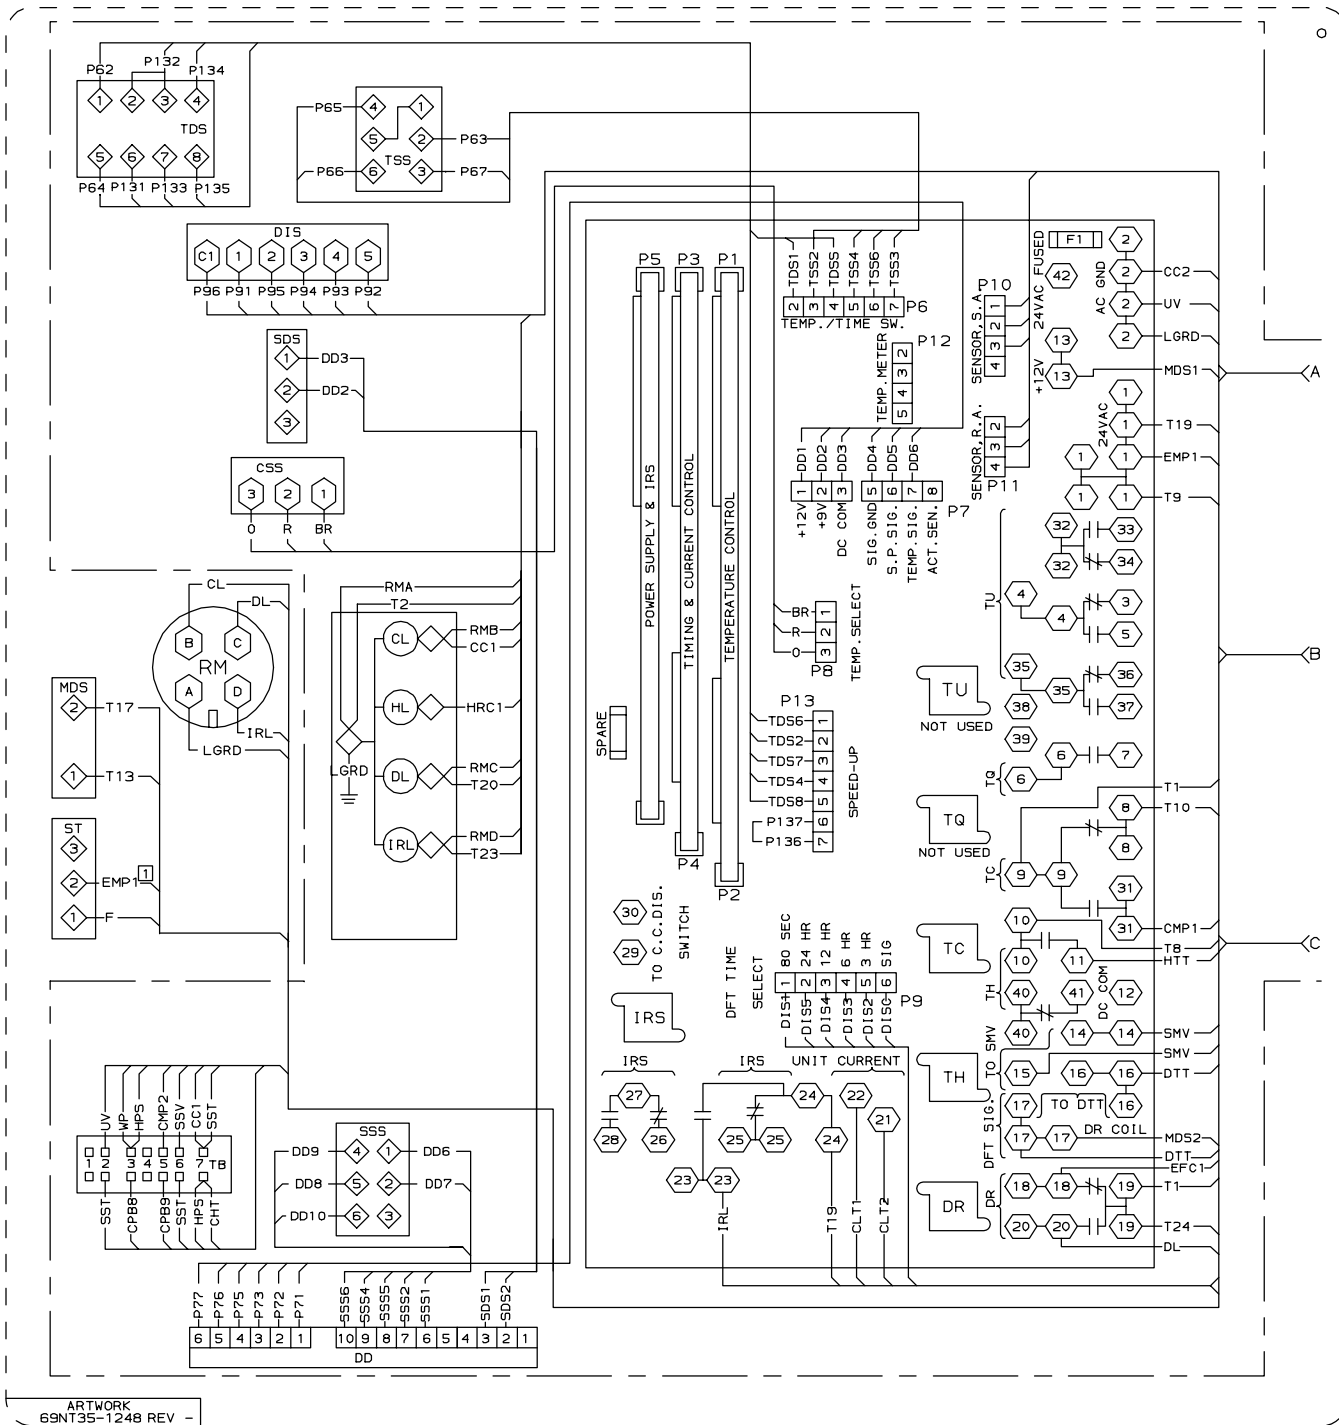 P62
P132
P134
1
2
3
4
TDS
5
6
7
8
P64
P131
P133
P135
P65
4
1
5
2
P63
TSS
P66
6
3
P67
DIS
C1
1
2
3
4
5
P96
P91
P95
P94
P93
P92
SDS
1
DD3
2
DD2
3
CSS
3
2
1
O
R
BR
CL
DL
B
C
RM
A
D
IRL
LGRD
MDS
2
T17
1
T13
ST
3
2
EMP1
1
1
F
RMA
T2
CL
RMB
CC1
HL
HRC1
LGRD
DL
RMC
T20
IRL
RMD
T23
UV
WP
HPS
CMP2
SSV
CC1
SST
1
2
3
4
5
6
7
TB
SST
CPB8
CPB9
SST
HPS
CHT
SSS
DD9
4
1
DD6
DD8
5
2
DD7
DD10
6
3
P77
P76
P75
P73
P72
P71
SSS6
SSS4
SSS5
SSS2
SSS1
SDS1
SDS2
6
5
4
3
2
1
10
9
8
7
6
5
4
3
2
1
DD
P5
P3
P1
POWER SUPPLY & IRS
TIMING & CURRENT CONTROL
TEMPERATURE CONTROL
P4
P2
SPARE
TDS1
TSS2
TDS5
TSS4
TSS6
TSS3
2
3
4
5
6
7
P6
TEMP./TIME SW.
P12
TEMP.METER
2
3
4
5
P10
SENSOR,S.A.
1
2
3
4
SENSOR,R.A.
2
3
4
P11
DD1
DD2
DD3
DD4
DD5
DD6
1
2
3
5
6
7
8
P7
+12V
+9V
DC COM
SIG.GND
S.P.SIG.
TEMP.SIG.
ACT.SEN.
BR
1
R
2
O
3
P8
TEMP.SELECT
P13
TDS6
1
TDS2
2
TDS7
3
TDS4
4
TDS8
5
P137
6
P136
7
SPEED-UP
30
29
TO C.C.DIS.
SWITCH
DFT TIME
SELECT
80 SEC
24 HR
12 HR
6 HR
3 HR
SIG
1
2
3
4
5
6
P9
DIS1
DIS5
DIS4
DIS3
DIS2
DISC
IRS
IRS
IRS
UNIT CURRENT
27
28
26
24
22
21
25
25
24
23
23
IRL
T19
CLT1
CLT2
F1
24VAC FUSED
2
42
2
CC2
AC GND
2
UV
2
LGRD
13
+12V
13
MDS1
A
1
24VAC
1
T19
1
1
EMP1
1
1
T9
32
33
32
34
TU
4
4
3
5
B
TU
NOT USED
35
35
36
38
37
39
TQ
6
6
7
TQ
NOT USED
T1
8
T10
8
TC
9
9
31
31
CMP1
TC
10
T8
HTT
C
10
11
TH
40
41
DC COM
12
40
14
14
SMV
TO SMV
SMV
TH
15
16
16
DTT
17
TO DTT
16
DFT SIG.
DR COIL
17
17
MDS2
DTT
EFC1
DR
DR
18
18
19
T1
20
20
19
T24
DL
ARTWORK
69NT35-1248 REV -